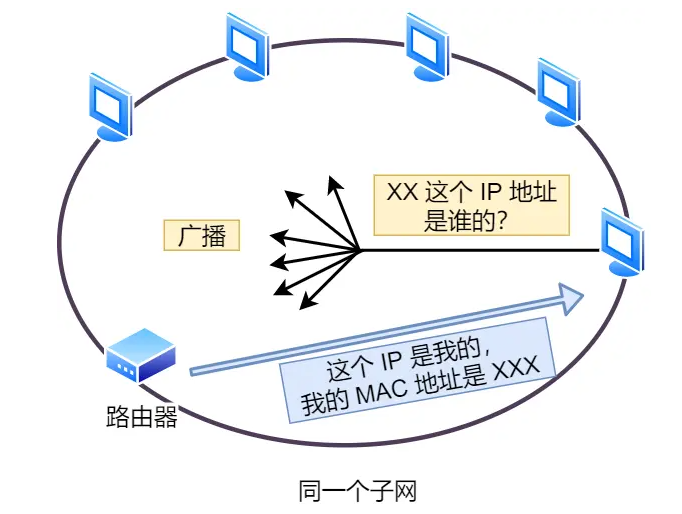 XX 这个 IP 地址
是谁的?
广播
这个 IP 是我的，
我的 MAC 地址是 XXX
路由器
同一个子网